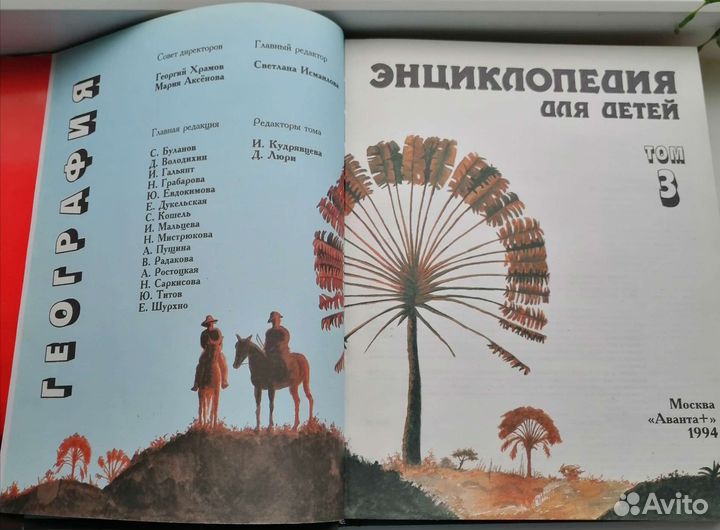 ГЕОГРАФИЯ
Совет директоров
Георгий Храмов
Мария Аксёнова
Главный редактор
Светлана Исмаилова
Главная редакция
С. Буланов
Д. Володихин
И. Гальят
Н. Грабарова
Ю. Евдокимова
Е. Дукельская
С. Кошель
И. Мальцева
Н. Мистрюкова
А. Пущина
В. Радакова
А. Ростоцкая
Н. Саркисова
Ю. Титов
Е. Шурхно
Редакторы тома
И. Кудрявцева
Д. Люри
ЭНЦИКЛОПЕДИЯ
ДЛЯ ДЕТЕЙ
ТОМ
3
Москва
«Аванта+»
1994
Avito